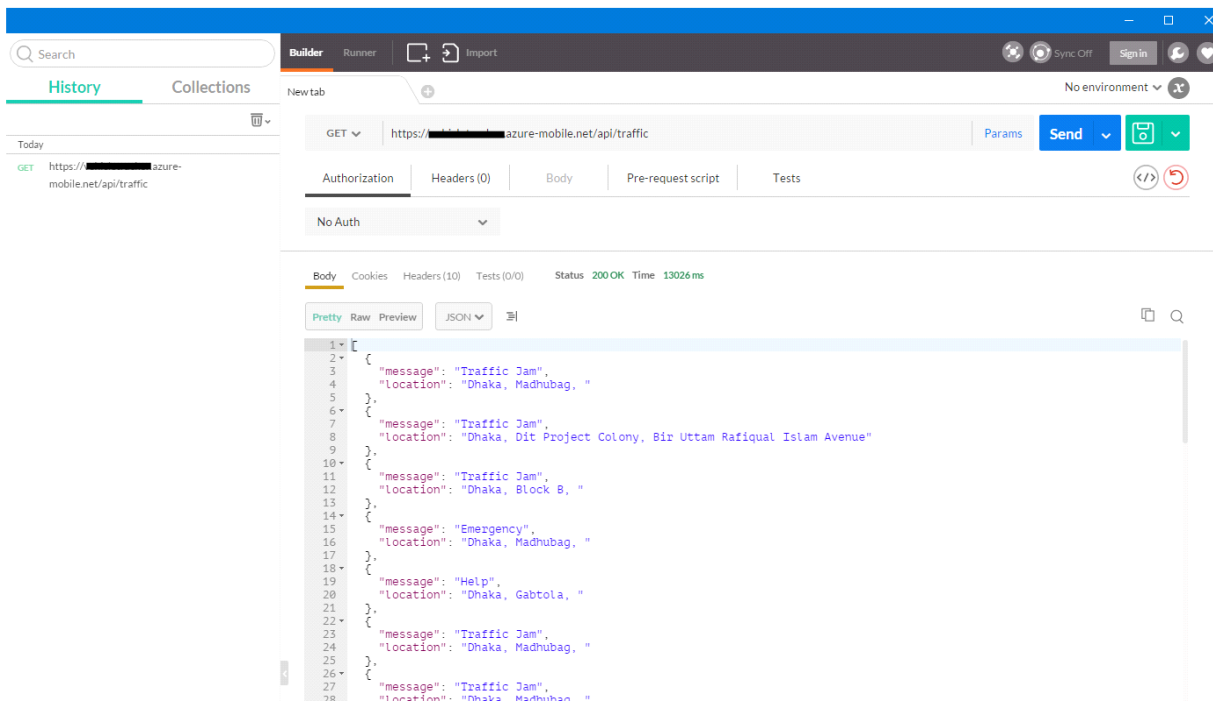 Search
History Collections
Today
GET https:// azure-
mobile.net/api/traffic
Builder Runner Import Sync Off Sign in
New tab No environment
GET https:// azure-mobile.net/api/traffic Params Send
Authorization Headers (0) Body Pre-request script Tests
No Auth
Body Cookies Headers (10) Tests (0/0) Status 200 OK Time 13026 ms
Pretty Raw Preview JSON
1 [
2 {
3 "message": "Traffic Jam",
4 "location": "Dhaka, Madhubag, "
5 },
6 {
7 "message": "Traffic Jam",
8 "location": "Dhaka, Dit Project Colony, Bir Uttam Rafiqual Islam Avenue"
9 },
10 {
11 "message": "Traffic Jam",
12 "location": "Dhaka, Block B, "
13 },
14 {
15 "message": "Emergency",
16 "location": "Dhaka, Madhubag, "
17 },
18 {
19 "message": "Help",
20 "location": "Dhaka, Gabtola, "
21 },
22 {
23 "message": "Traffic Jam",
24 "location": "Dhaka, Madhubag, "
25 },
26 {
27 "message": "Traffic Jam",
28 "location": "Dhaka, Madhubag, "